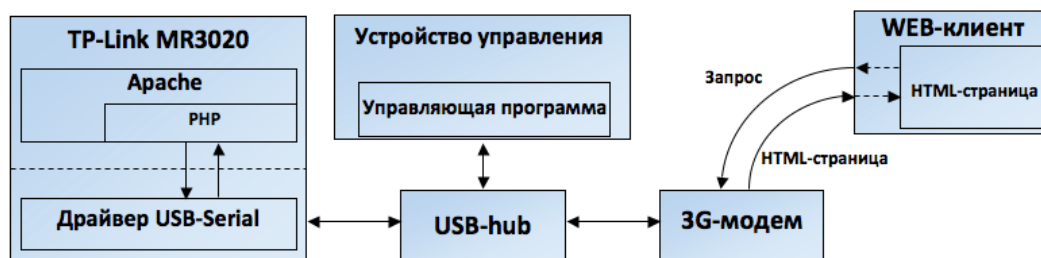 TP-Link MR3020
Apache
PHP
Драйвер USB-Serial
Устройство управления
Управляющая программа
USB-hub
3G-модем
Запрос
HTML-страница
WEB-клиент
HTML-страница